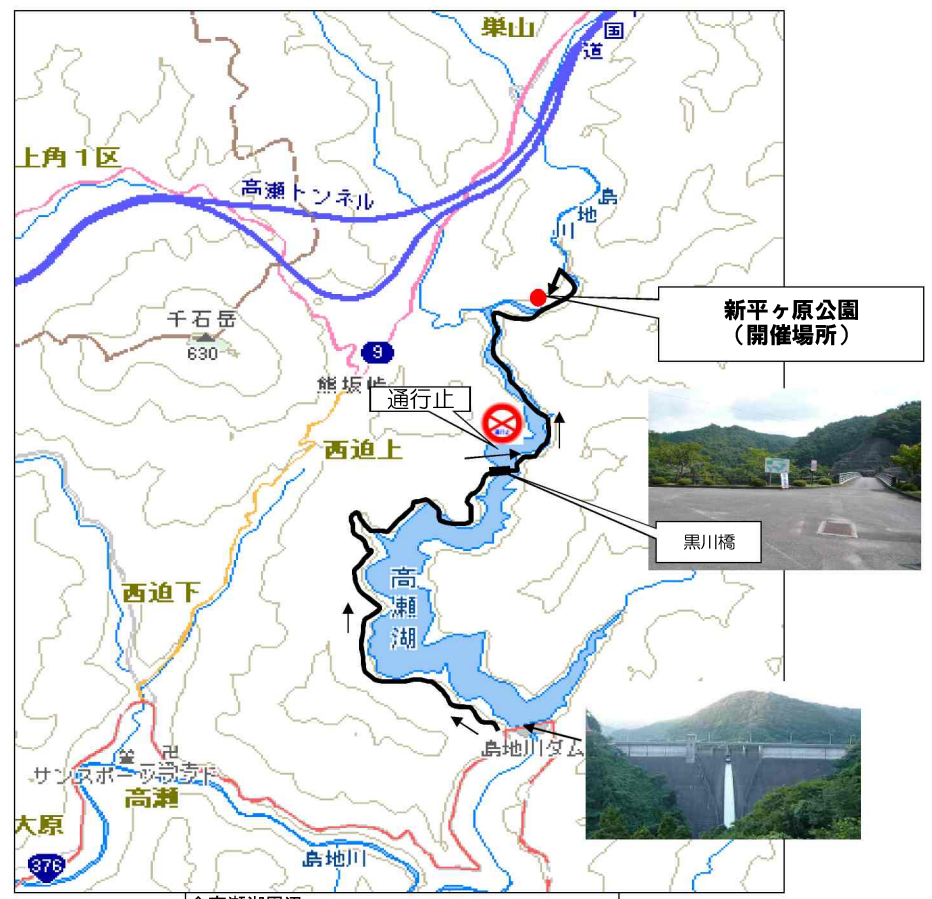 巣山
国
道
上角1区
高瀬トンネル
島
地
川
新平ヶ原公園
（開催場所）
千石岳
630
9
熊坂峠
通行止
西迫上
黒川橋
高
瀬
湖
西迫下
島地川ダム
高瀬
大原
376
島地川